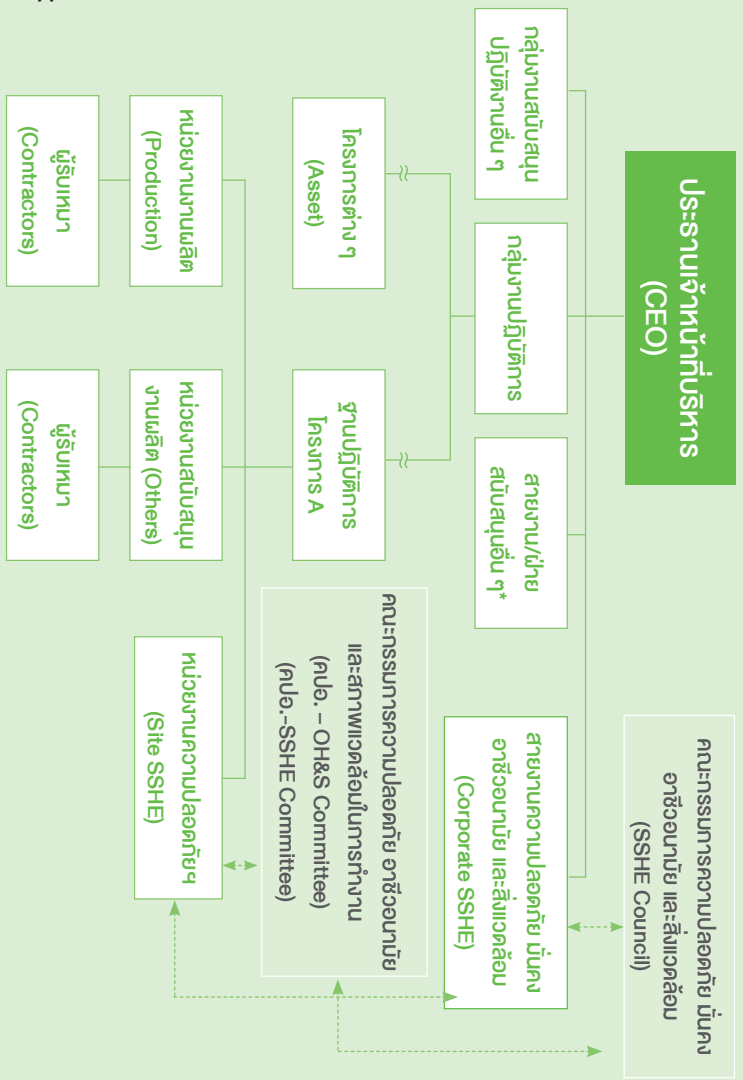 ประธานเจ้าหน้าที่บริหาร
(CEO)
คณะกรรมการความปลอดภัย มั่นคง
อาชีวอนามัย และสิ่งแวดล้อม
(SSHE Council)
กลุ่มงานสนับสนุน
ปฏิบัติงานอื่น ๆ
กลุ่มงานปฏิบัติการ
สายงาน/ฝ่าย
สนับสนุนอื่น ๆ*
สายงานความปลอดภัย มั่นคง
อาชีวอนามัย และสิ่งแวดล้อม
(Corporate SSHE)
โครงการต่าง ๆ
(Asset)
ฐานปฏิบัติการ
โครงการ A
คณะกรรมการความปลอดภัย อาชีวอนามัย
และสภาพแวดล้อมในการทำงาน
(คปอ. – OH&S Committee)
(คปอ.-SSHE Committee)
หน่วยงานงานผลิต
(Production)
หน่วยงานสนับสนุน
งานผลิต (Others)
หน่วยงานความปลอดภัยฯ
(Site SSHE)
ผู้รับเหมา
(Contractors)
ผู้รับเหมา
(Contractors)